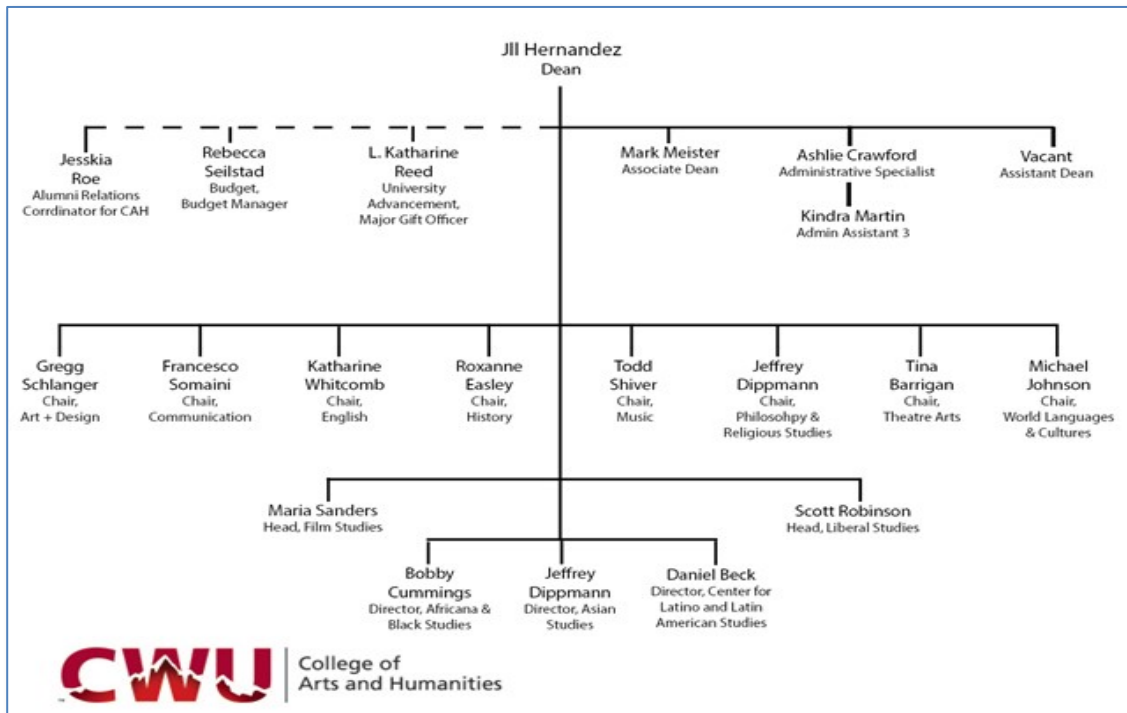 Jll Hernandez
Dean
Jesskia
Roe
Alumni Relations
Corrdinator for CAH
Rebecca
Seilstad
Budget,
Budget Manager
L. Katharine
Reed
University
Advancement,
Major Gift Officer
Mark Meister
Associate Dean
Ashlie Crawford
Administrative Specialist
Kindra Martin
Admin Assistant 3
Vacant
Assistant Dean
Gregg
Schlanger
Chair,
Art + Design
Francesco
Somaini
Chair,
Communication
Katharine
Whitcomb
Chair,
English
Roxanne
Easley
Chair,
History
Todd
Shiver
Chair,
Music
Jeffrey
Dippmann
Chair,
Philosohpy &
Religious Studies
Tina
Barrigan
Chair,
Theatre Arts
Michael
Johnson
Chair,
World Languages
& Cultures
Maria Sanders
Head, Film Studies
Scott Robinson
Head, Liberal Studies
Bobby
Cummings
Director, Africana &
Black Studies
Jeffrey
Dippmann
Director, Asian
Studies
Daniel Beck
Director, Center for
Latino and Latin
American Studies
CWU
College of
Arts and Humanities